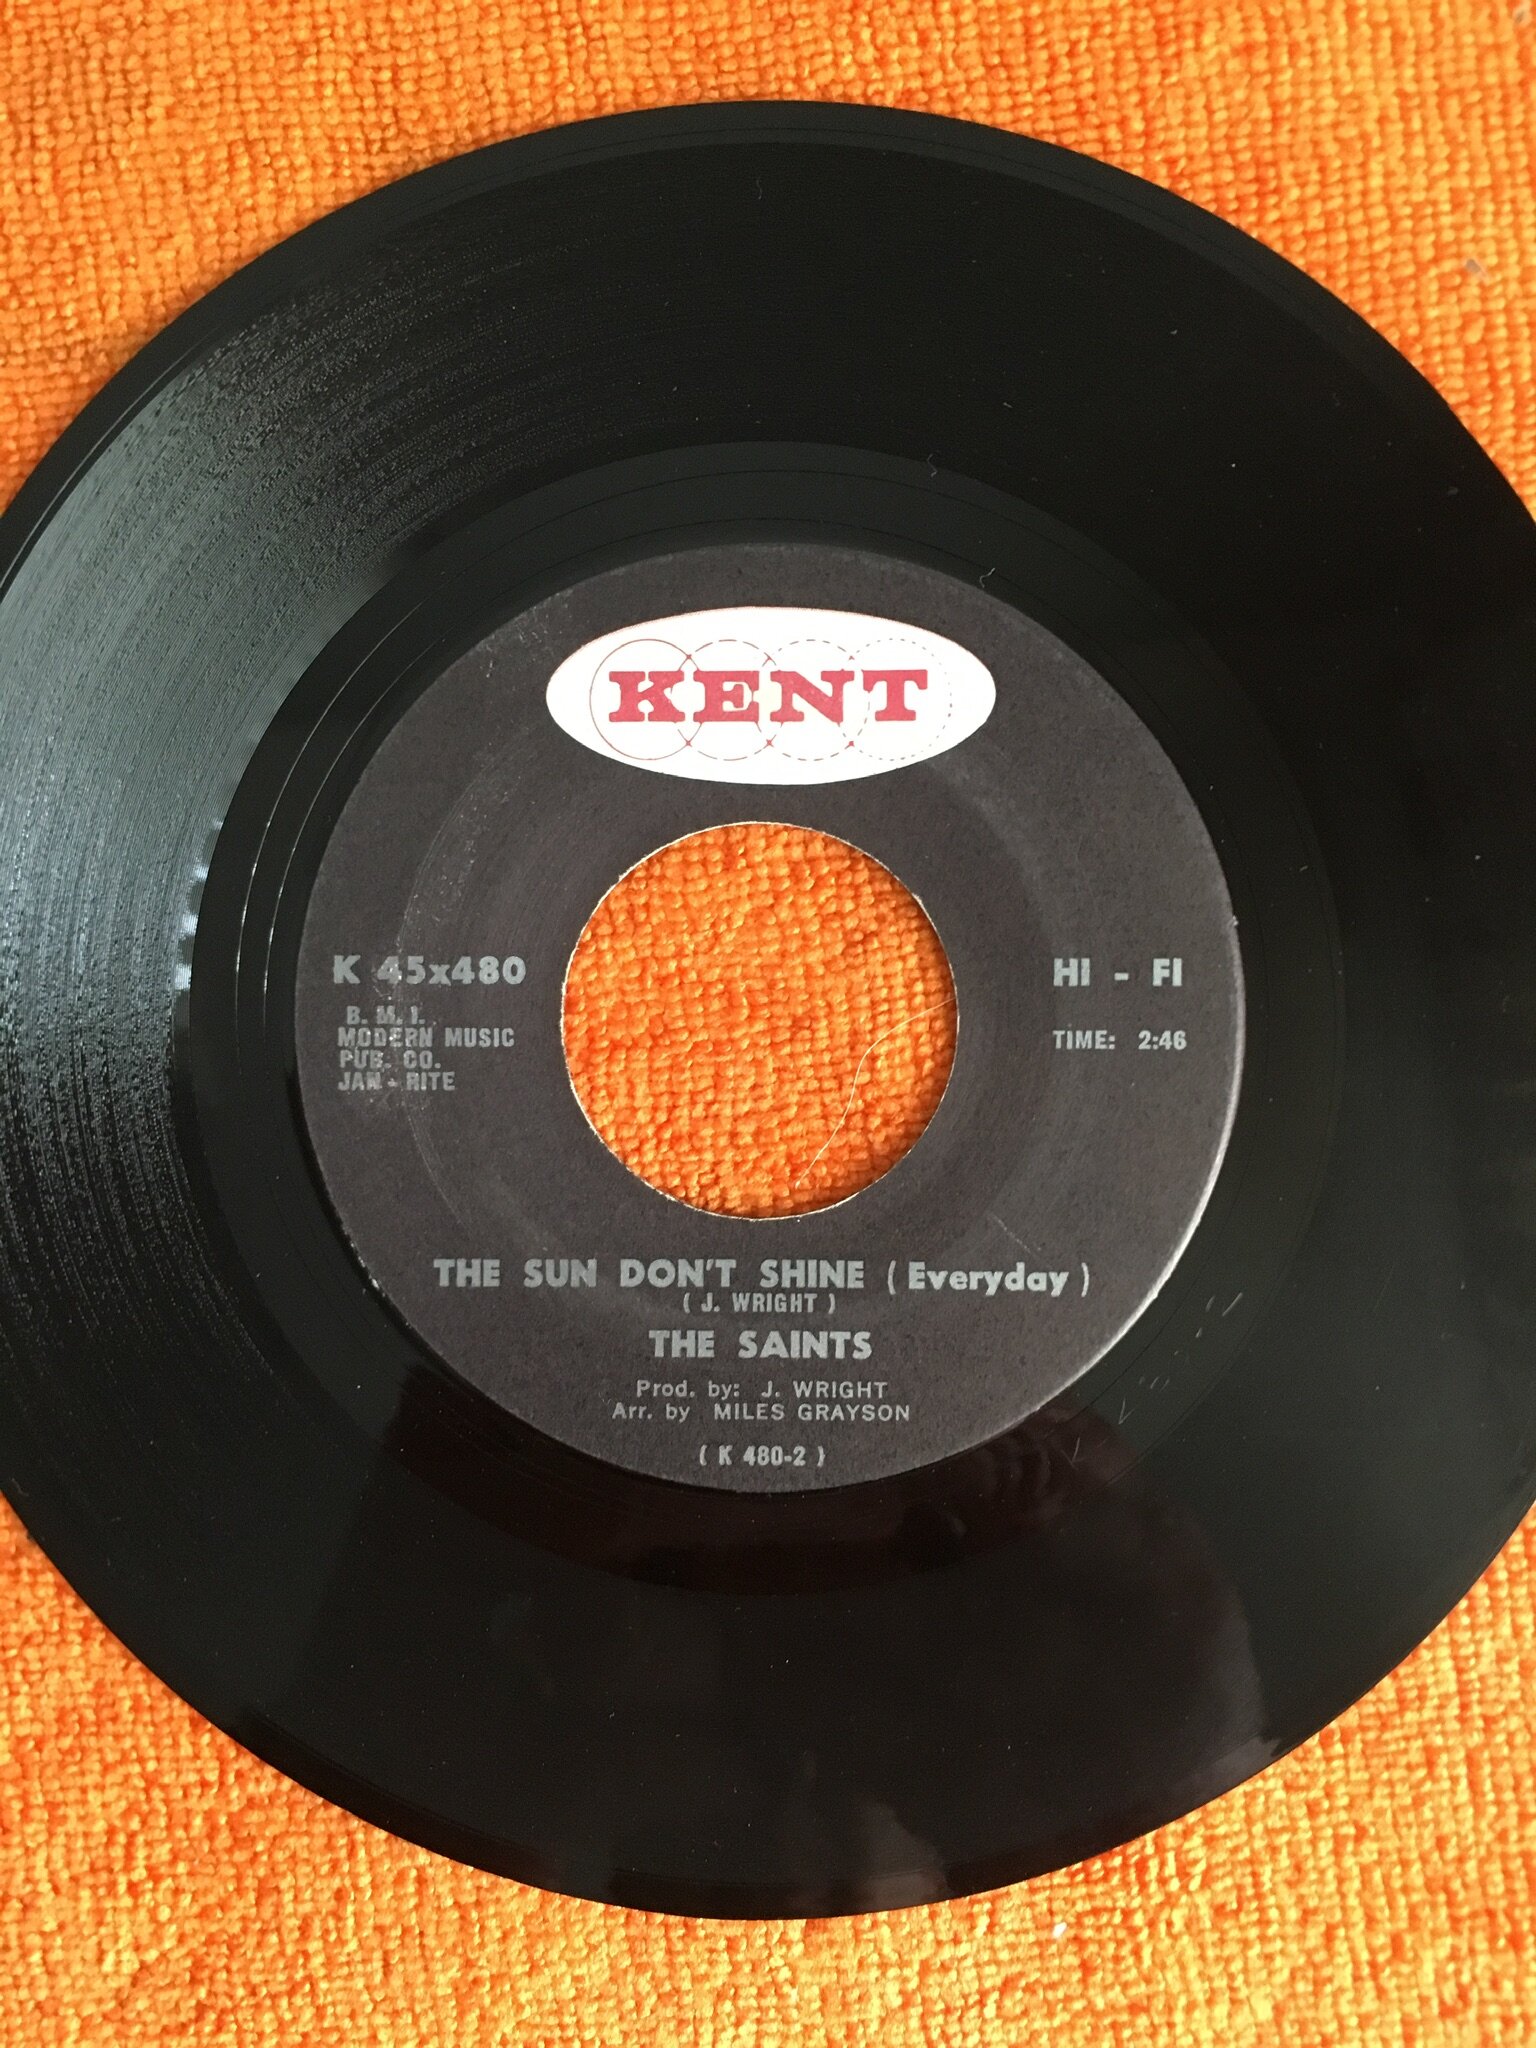 KENT
K 45x480
B. M. I.
MODERN MUSIC
PUB. CO.
JAN - RITE
HI - FI
TIME: 2:46
THE SUN DON'T SHINE ( Everyday )
( J. WRIGHT )
THE SAINTS
Prod. by: J. WRIGHT
Arr. by MILES GRAYSON
( K 480-2 )